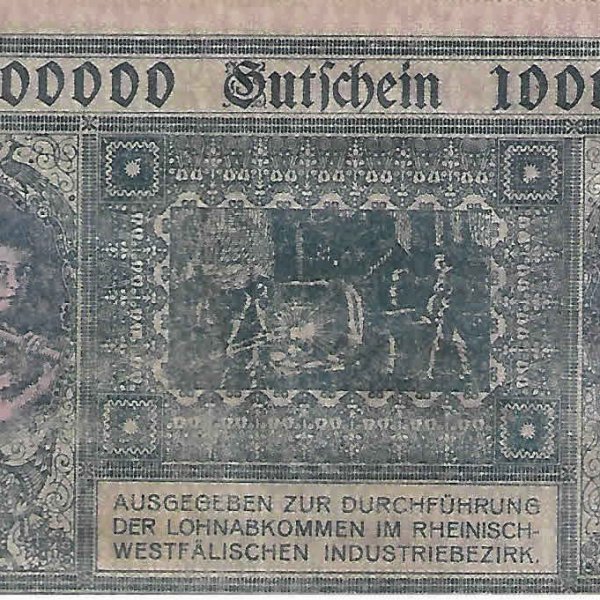 00000 Gutschein 100
AUSGEGEBEN ZUR DURCHFÜHRUNG
DER LOHNABKOMMEN IM RHEINISCH-
WESTFÄLISCHEN INDUSTRIEBEZIRK.